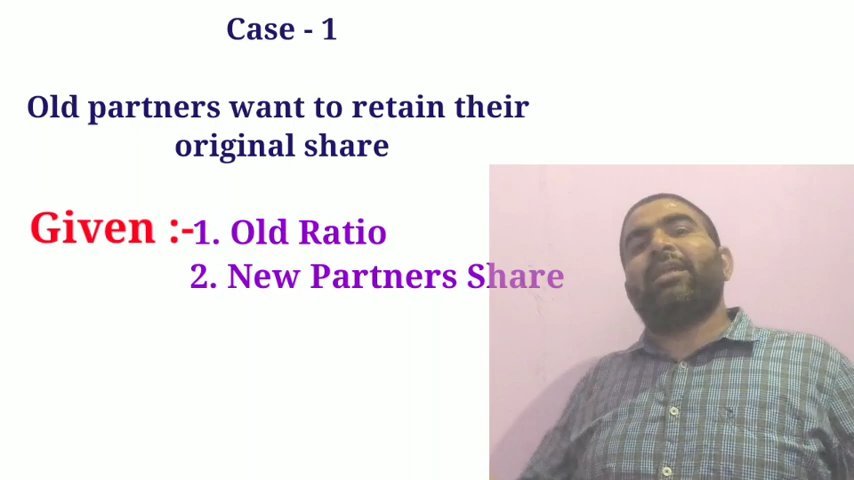 Case - 1
Old partners want to retain their
original share
Given :-1. Old Ratio
2. New Partners Share